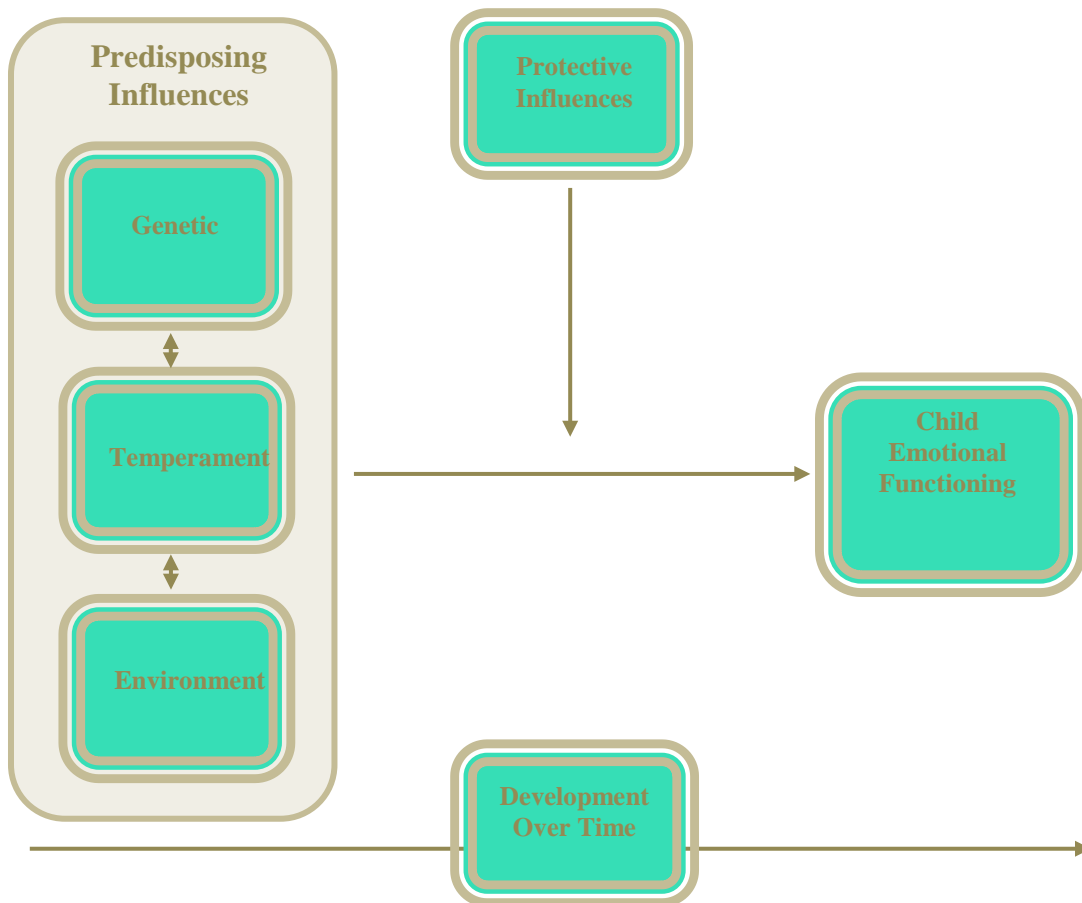 Predisposing
Influences
Genetic
Temperament
Environment
Protective
Influences
Child
Emotional
Functioning
Development
Over Time